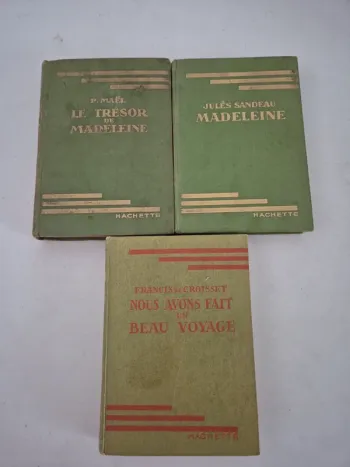 P. MAËL
LE TRÉSOR
DE
MADELEINE
HACHETTE
JULES SANDEAU
MADELEINE
HACHETTE
FRANCIS DE CROISSET
NOUS AVONS FAIT
UN
BEAU VOYAGE
HACHETTE